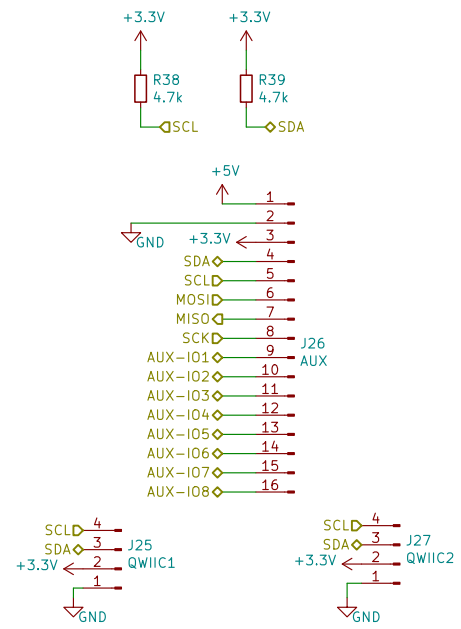 +3.3V +3.3V
R38 R39
4.7k 4.7k
SCL SDA
+5V
1
2
GND
+3.3V 3
SDA 4
SCL 5
MOSI 6
MISO 7
SCK 8
J26
AUX-IO1 9
AUX
AUX-IO2 10
AUX-IO3 11
AUX-IO4 12
AUX-IO5 13
AUX-IO6 14
AUX-IO7 15
AUX-IO8 16
SCL 4
SDA 3
J25
+3.3V 2
QWIIC1
1
GND
SCL 4
SDA 3
J27
+3.3V 2
QWIIC2
1
GND